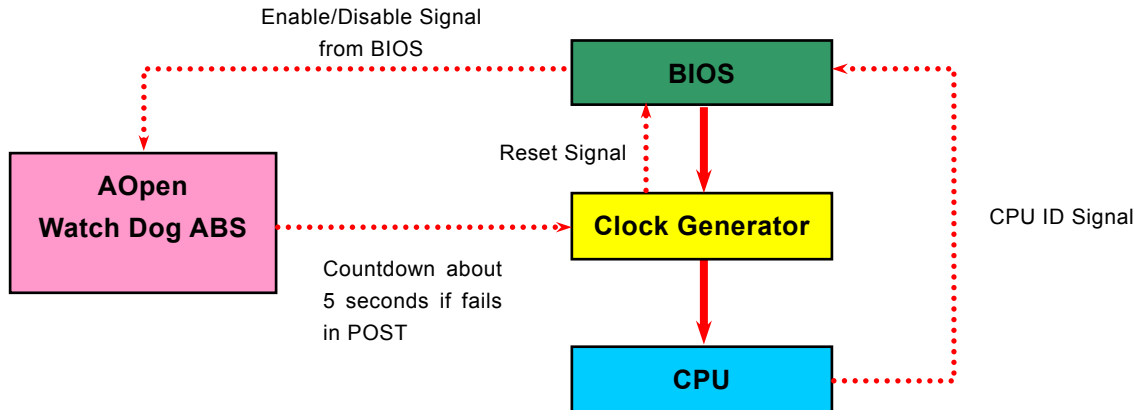 Enable/Disable Signal
from BIOS
BIOS
Reset Signal
AOpen
Watch Dog ABS
Clock Generator
CPU ID Signal
Countdown about
5 seconds if fails
in POST
CPU